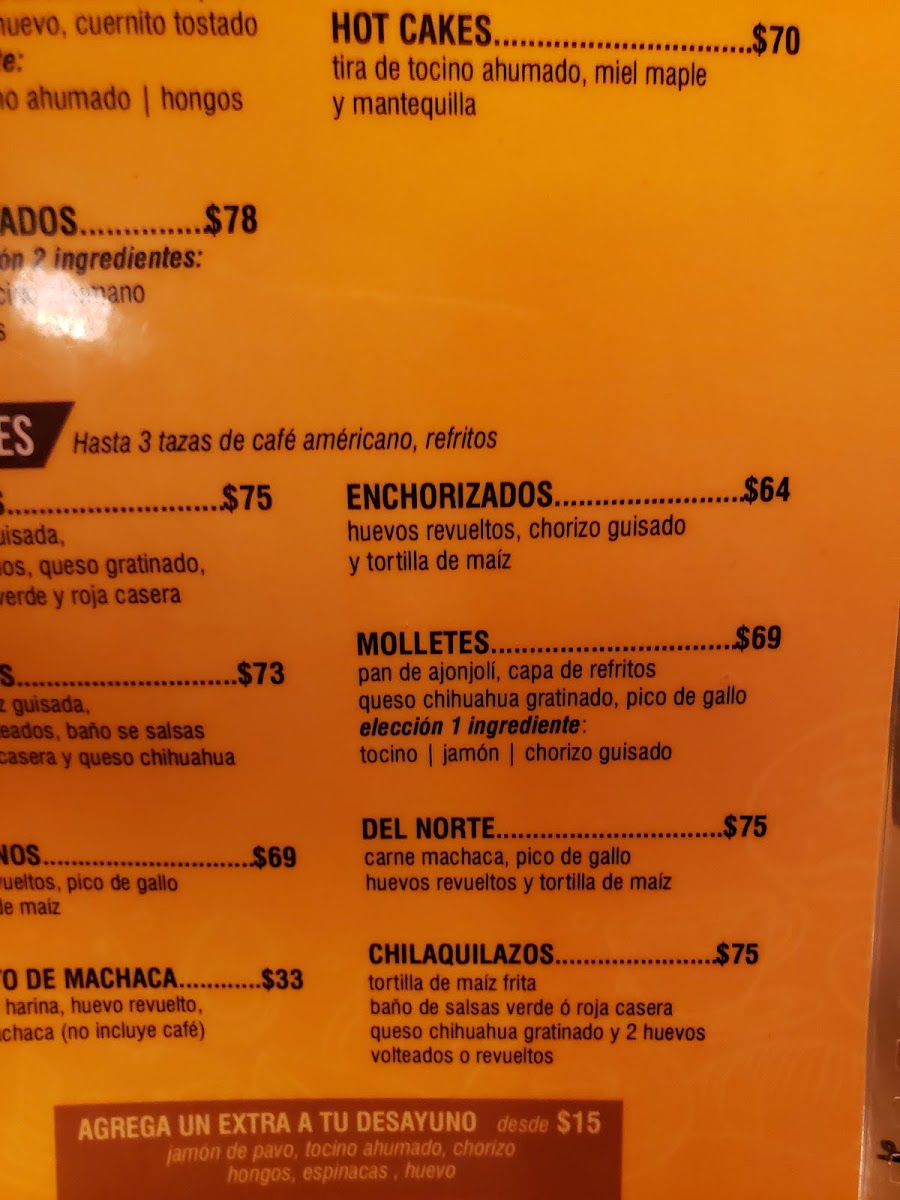 huevo, cuernito tostado
ahumado | hongos
HOT CAKES..............................$70
tira de tocino ahumado, miel maple
y mantequilla
..............$78
2 ingredientes:
Hasta 3 tazas de café américano, refritos
........................$75
queso gratinado,
verde y roja casera
.........................$73
guisada,
baño se salsas
casera y queso chihuahua
........................$69
pico de gallo
de maíz
DE MACHACA............$33
harina, huevo revuelto,
(no incluye café)
ENCHORIZADOS.......................$64
huevos revueltos, chorizo guisado
y tortilla de maíz
MOLLETES..............................$69
pan de ajonjolí, capa de refritos
queso chihuahua gratinado, pico de gallo
elección 1 ingrediente:
tocino | jamón | chorizo guisado
DEL NORTE............................$75
carne machaca, pico de gallo
huevos revueltos y tortilla de maíz
CHILAQUILAZOS....................$75
tortilla de maíz frita
baño de salsas verde ó roja casera
queso chihuahua gratinado y 2 huevos
volteados o revueltos
AGREGA UN EXTRA A TU DESAYUNO desde $15
jamón de pavo, tocino ahumado, chorizo
hongos, espinacas , huevo